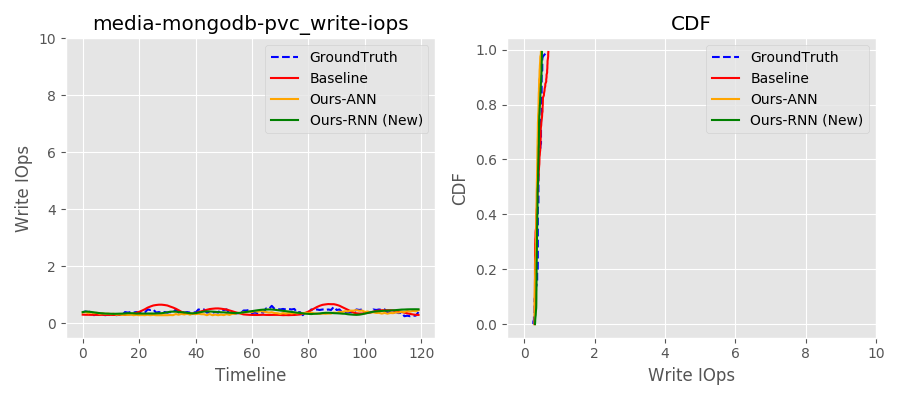 media-mongodb-pvc_write-iops
Write IOps
10
8
6
4
2
0
GroundTruth
Baseline
Ours-ANN
Ours-RNN (New)
0 20 40 60 80 100 120
Timeline
CDF
CDF
1.0
0.8
0.6
0.4
0.2
0.0
GroundTruth
Baseline
Ours-ANN
Ours-RNN (New)
0 2 4 6 8 10
Write IOps